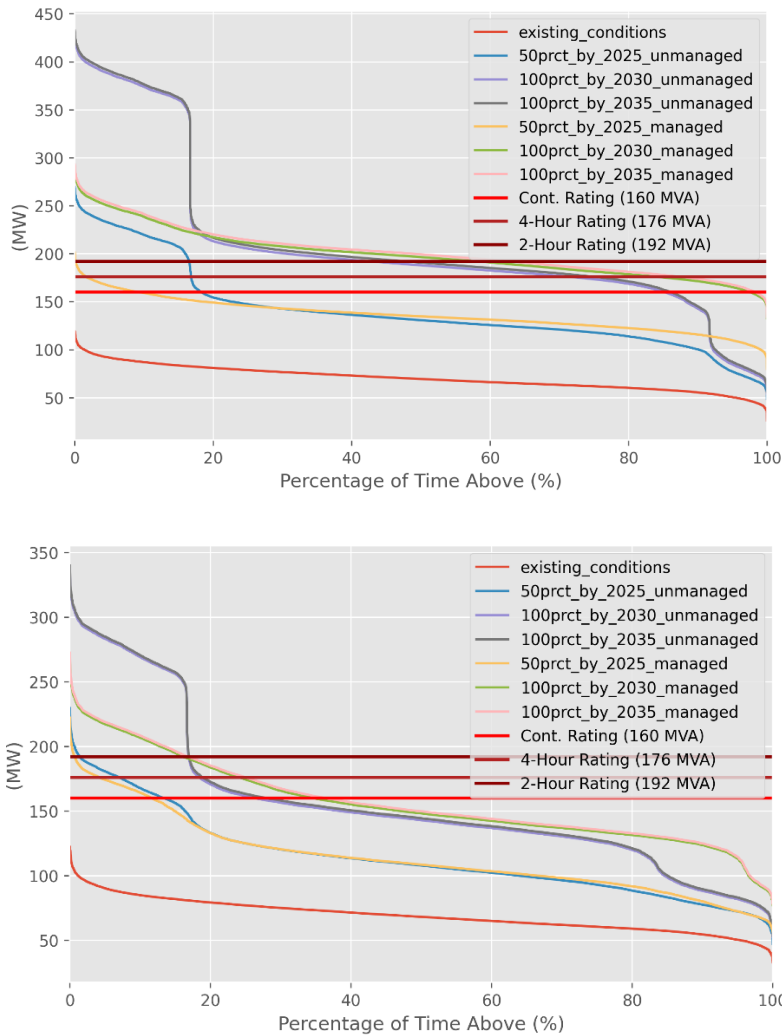 (MW)
450
400
350
300
250
200
150
100
50
existing_conditions
50prct_by_2025_unmanaged
100prct_by_2030_unmanaged
100prct_by_2035_unmanaged
50prct_by_2025_managed
100prct_by_2030_managed
100prct_by_2035_managed
Cont. Rating (160 MVA)
4-Hour Rating (176 MVA)
2-Hour Rating (192 MVA)
0 20 40 60 80 100
Percentage of Time Above (%)
(MW)
350
300
250
200
150
100
50
existing_conditions
50prct_by_2025_unmanaged
100prct_by_2030_unmanaged
100prct_by_2035_unmanaged
50prct_by_2025_managed
100prct_by_2030_managed
100prct_by_2035_managed
Cont. Rating (160 MVA)
4-Hour Rating (176 MVA)
2-Hour Rating (192 MVA)
0 20 40 60 80 100
Percentage of Time Above (%)